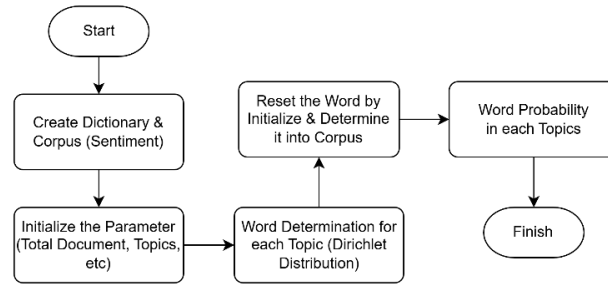 Start
Create Dictionary &
Corpus (Sentiment)
Initialize the Parameter
(Total Document, Topics,
etc)
Word Determination for
each Topic (Dirichlet
Distribution)
Reset the Word by
Initialize & Determine
it into Corpus
Word Probability
in each Topics
Finish